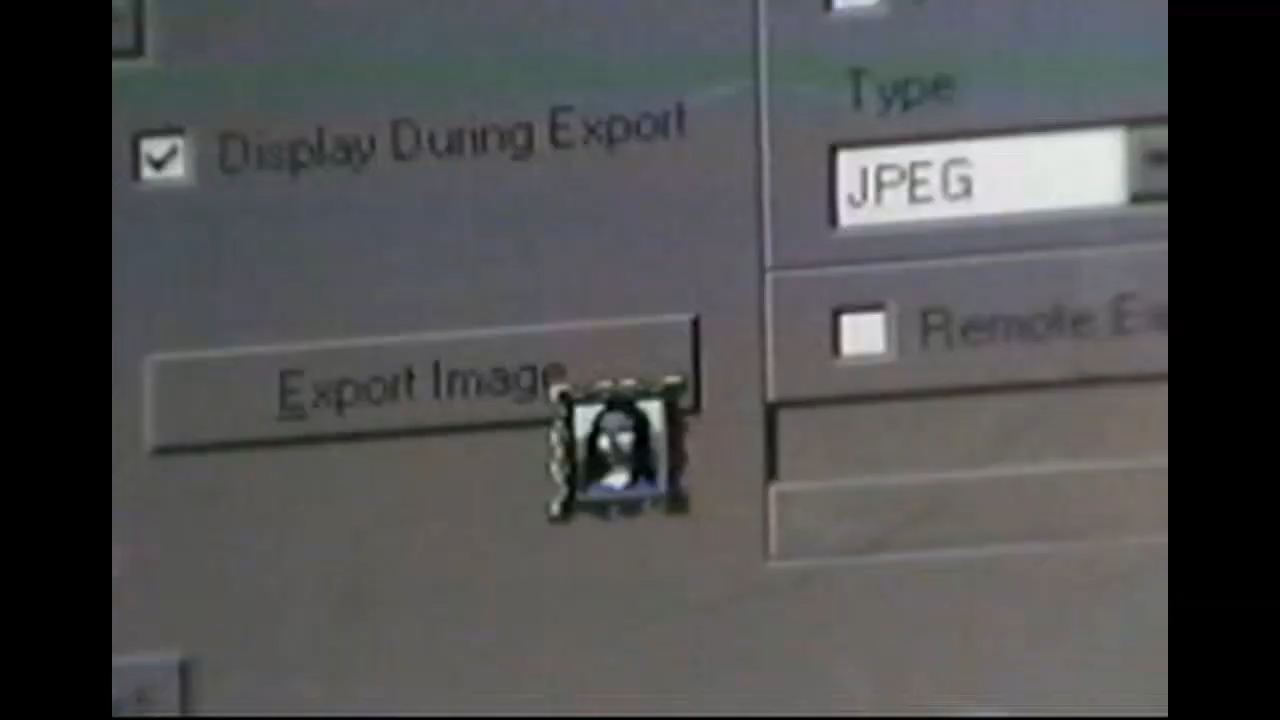 Type
Display During Export
JPEG
Remote
Export Image